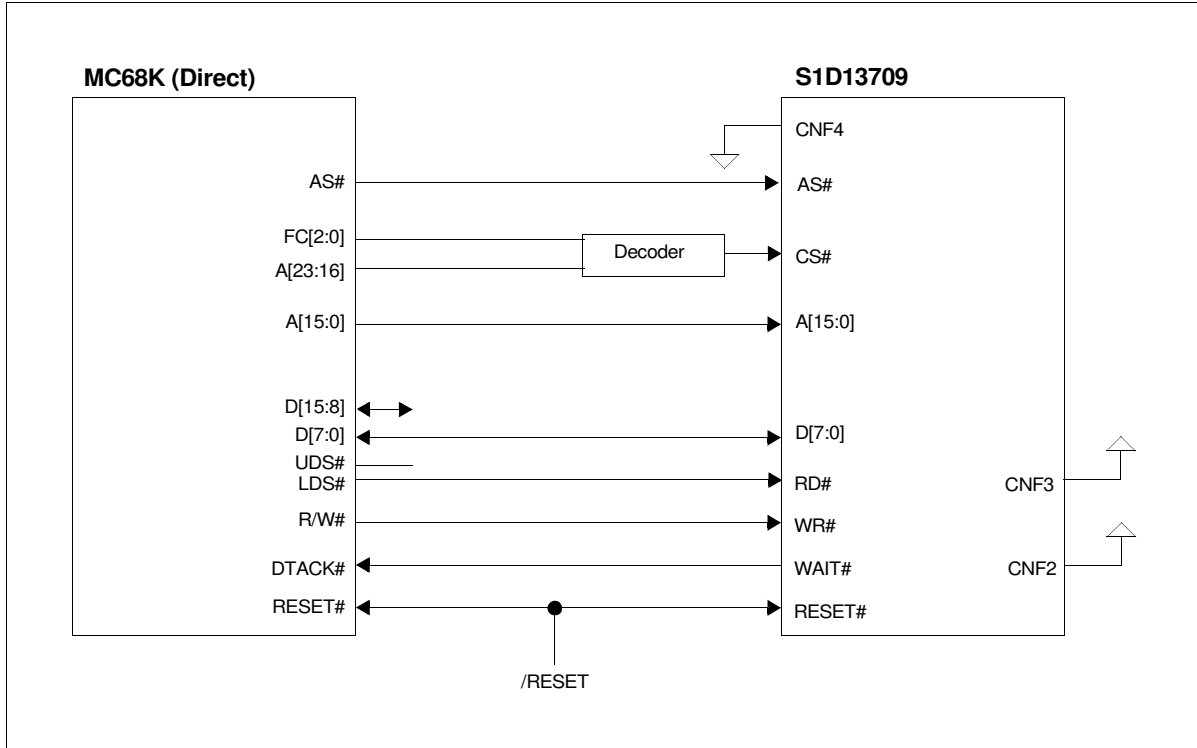 MC68K (Direct)
S1D13709
CNF4
AS#
AS#
FC[2:0]
Decoder
CS#
A[23:16]
A[15:0]
A[15:0]
D[15:8]
D[7:0]
D[7:0]
UDS#
LDS#
RD#
CNF3
R/W#
WR#
DTACK#
WAIT#
CNF2
RESET#
RESET#
/RESET